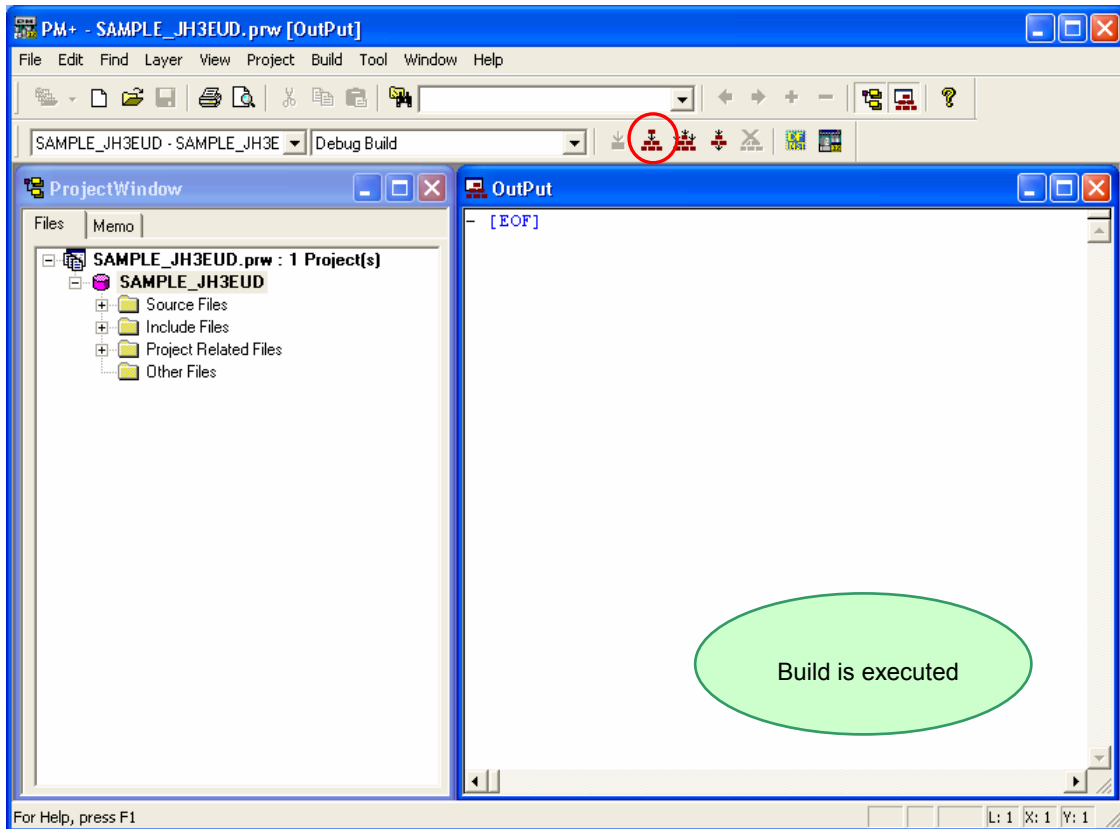 PM+ - SAMPLE_JH3EUD.prw [OutPut]
File Edit Find Layer View Project Build Tool Window Help
SAMPLE_JH3EUD - SAMPLE_JH3E Debug Build
ProjectWindow
Files Memo
SAMPLE_JH3EUD.prw : 1 Project(s)
SAMPLE_JH3EUD
Source Files
Include Files
Project Related Files
Other Files
OutPut
[EOF]
Build is executed
For Help, press F1
L: 1 X: 1 Y: 1